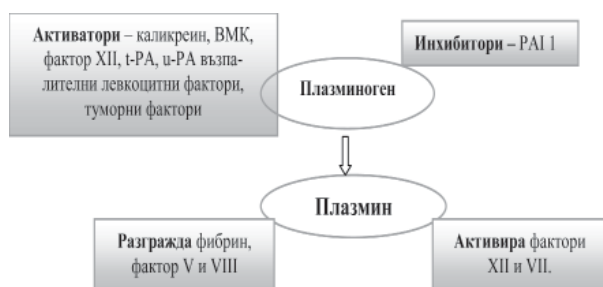 Активатори – каликреин, ВМК,
фактор XII, t-PA, u-PA възпа-
лителни левкоцитни фактори,
туморни фактори
Инхибитори – PAI 1
Плазминоген
Плазмин
Разгражда фибрин,
фактор V и VIII
Активира фактори
XII и VII.